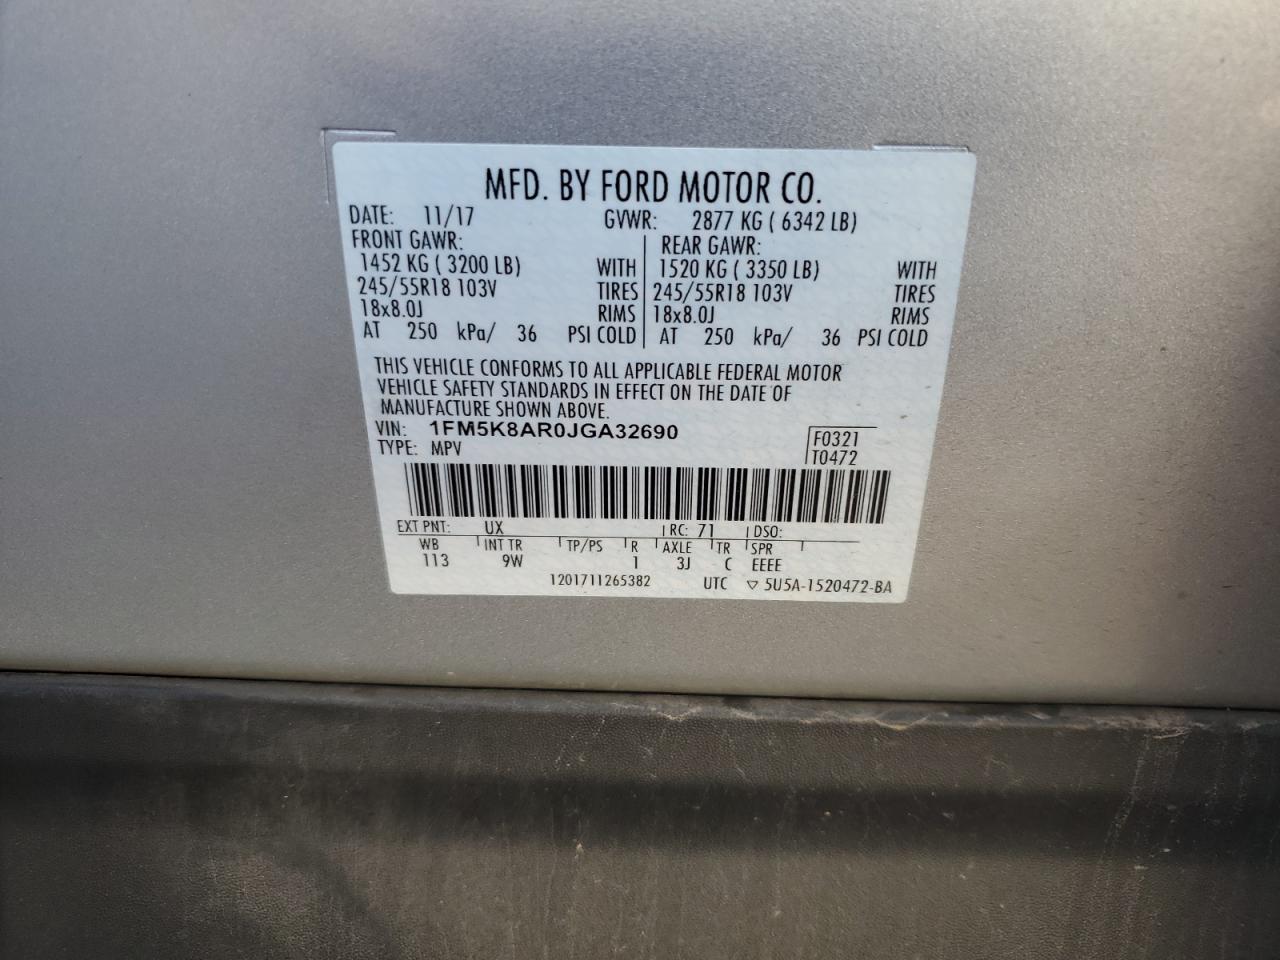 MFD. BY FORD MOTOR CO.
DATE: 11/17 GVWR: 2877 KG ( 6342 LB)
FRONT GAWR: REAR GAWR:
1452 KG ( 3200 LB) WITH 1520 KG ( 3350 LB) WITH
245/55R18 103V TIRES 245/55R18 103V TIRES
18x8.0J RIMS 18x8.0J RIMS
AT 250 kPa/ 36 PSI COLD AT 250 kPa/ 36 PSI COLD
THIS VEHICLE CONFORMS TO ALL APPLICABLE FEDERAL MOTOR
VEHICLE SAFETY STANDARDS IN EFFECT ON THE DATE OF
MANUFACTURE SHOWN ABOVE.
VIN: 1FM5K8AR0JGA32690 F0321
TYPE: MPV T0472
EXT PNT: UX RC: 71 DSO:
WB INT TR TP/PS R AXLE TR SPR
113 9W 1 3J C EEEE
1201711265382 UTC ▽ 5U5A-1520472-BA